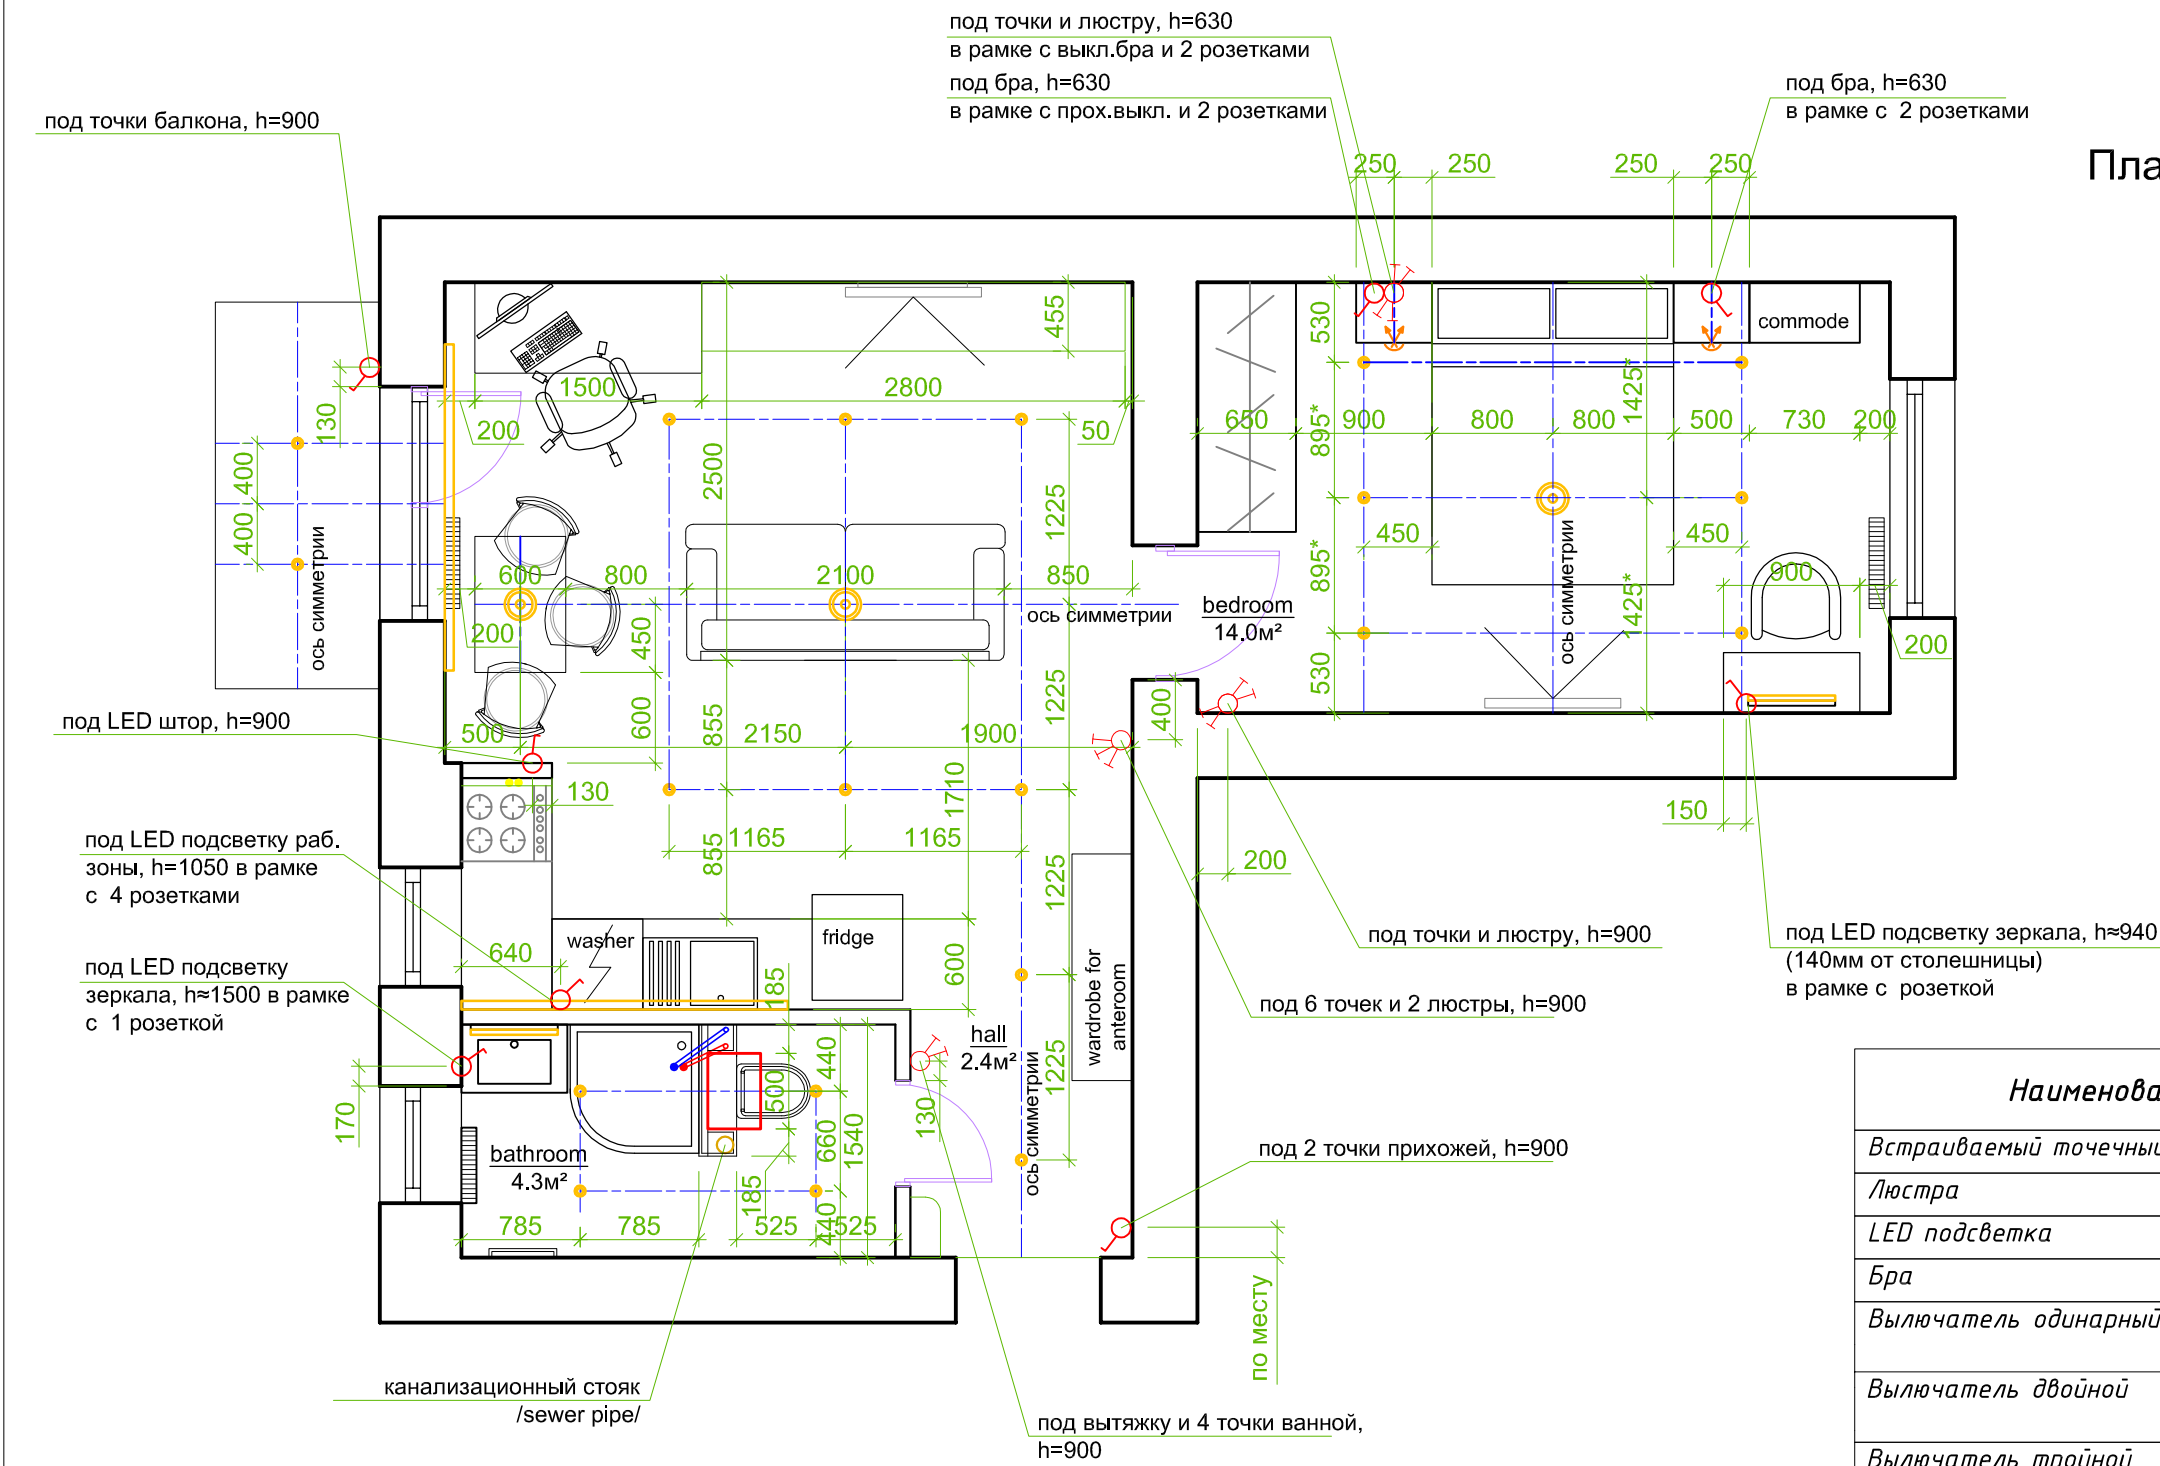 под точки и люстру, h=630
в рамке с выкл.бра и 2 розетками
под бра, h=630
в рамке с прох.выкл. и 2 розетками
под бра, h=630
в рамке с 2 розетками
под точки балкона, h=900
250
250
250
250
455
530
commode
1500
2800
1425*
130
200
50
650
900
800
800
500
730
200
895*
400
2500
1225
400
450
450
ось симметрии
600
800
2100
850
895*
ось симметрии
900
1425*
ось симметрии
bedroom
14.0м²
200
450
200
530
под LED штор, h=900
500
600
855
2150
1225
1900
400
130
1710
150
под LED подсветку раб.
зоны, h=1050 в рамке
с 4 розетками
855
1165
1165
1225
200
washer
fridge
640
185
600
wardrobe for
anteroom
под точки и люстру, h=900
под LED подсветку зеркала, h≈940
(140мм от столешницы)
в рамке с розеткой
под LED подсветку
зеркала, h≈1500 в рамке
с 1 розеткой
под 6 точек и 2 люстры, h=900
hall
2.4м²
440
500
1225
ось симметрии
170
130
660
1540
под 2 точки прихожей, h=900
bathroom
4.3м²
185
785
785
525
525
440
по месту
канализационный стояк
/sewer pipe/
под вытяжку и 4 точки ванной,
h=900
Пла
Наименова
Встраиваемый точечный
Люстра
LED подсветка
Бра
Вылючатель одинарный
Вылючатель двойной
Вылючатель тройной